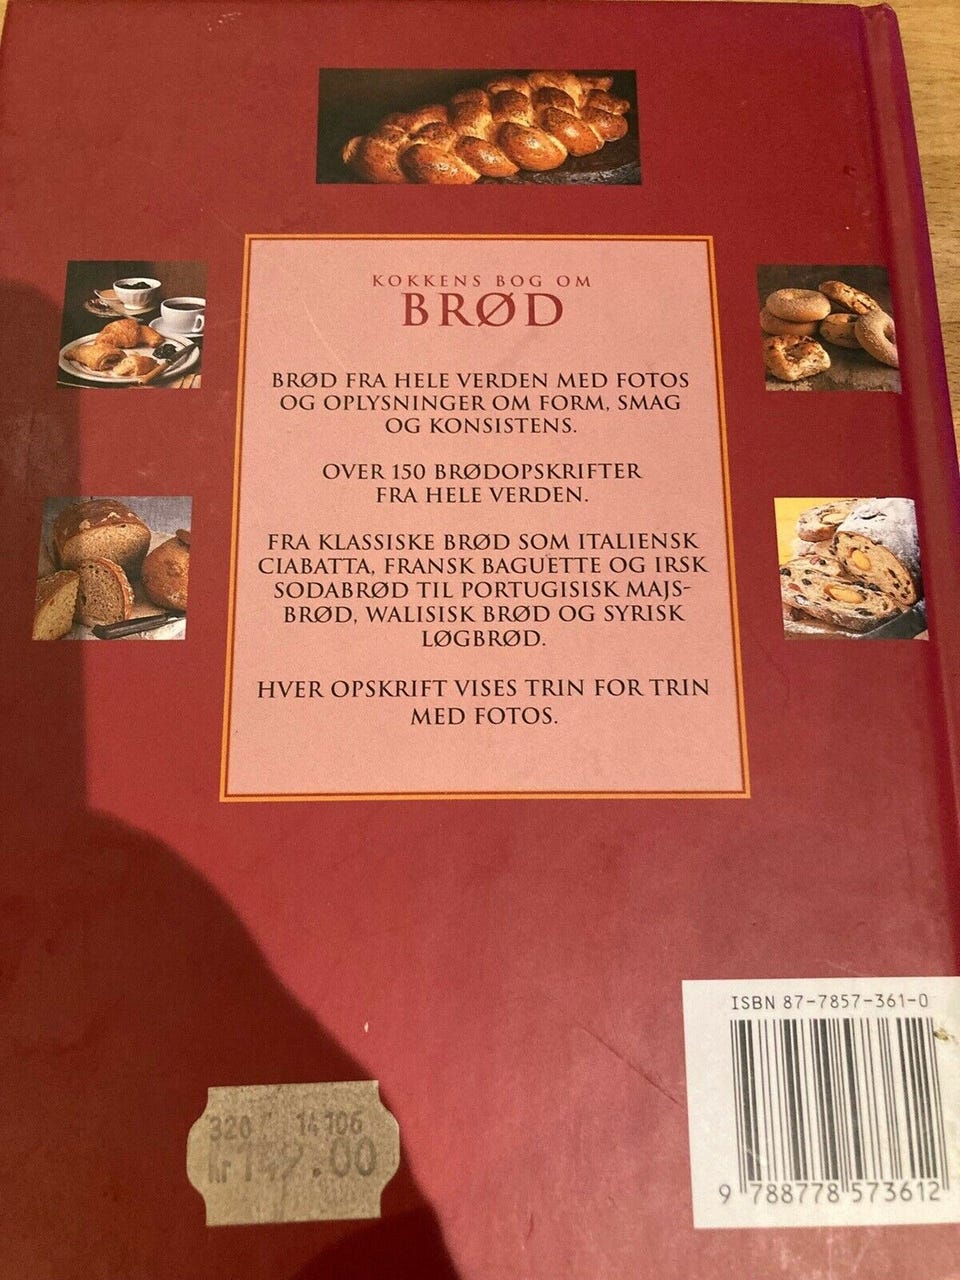 KOKKENS BOG OM
BRØD
BRØD FRA HELE VERDEN MED FOTOS
OG OPLYSNINGER OM FORM, SMAG
OG KONSISTENS.
OVER 150 BRØDOPSKRIFTER
FRA HELE VERDEN.
FRA KLASSISKE BRØD SOM ITALIENSK
CIABATTA, FRANSK BAGUETTE OG IRSK
SODABRØD TIL PORTUGISISK MAJS-
BRØD, WALISISK BRØD OG SYRISK
LØGBRØD.
HVER OPSKRIFT VISES TRIN FOR TRIN
MED FOTOS.
ISBN 87-7857-361-0
9 788778 573612
14106